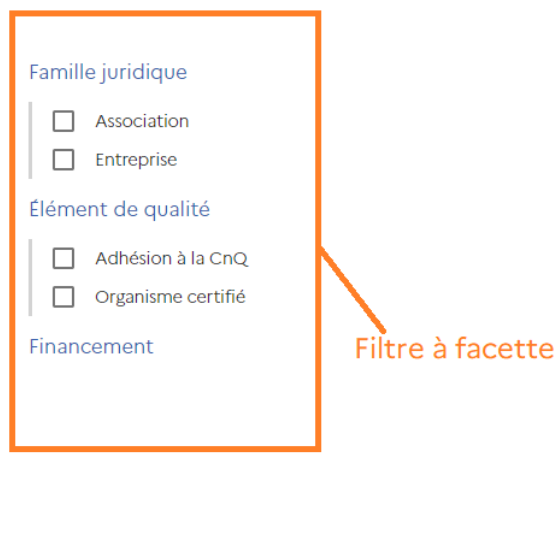 Famille juridique
Association
Entreprise
Élément de qualité
Adhésion à la CnQ
Organisme certifié
Financement
Filtre à facette